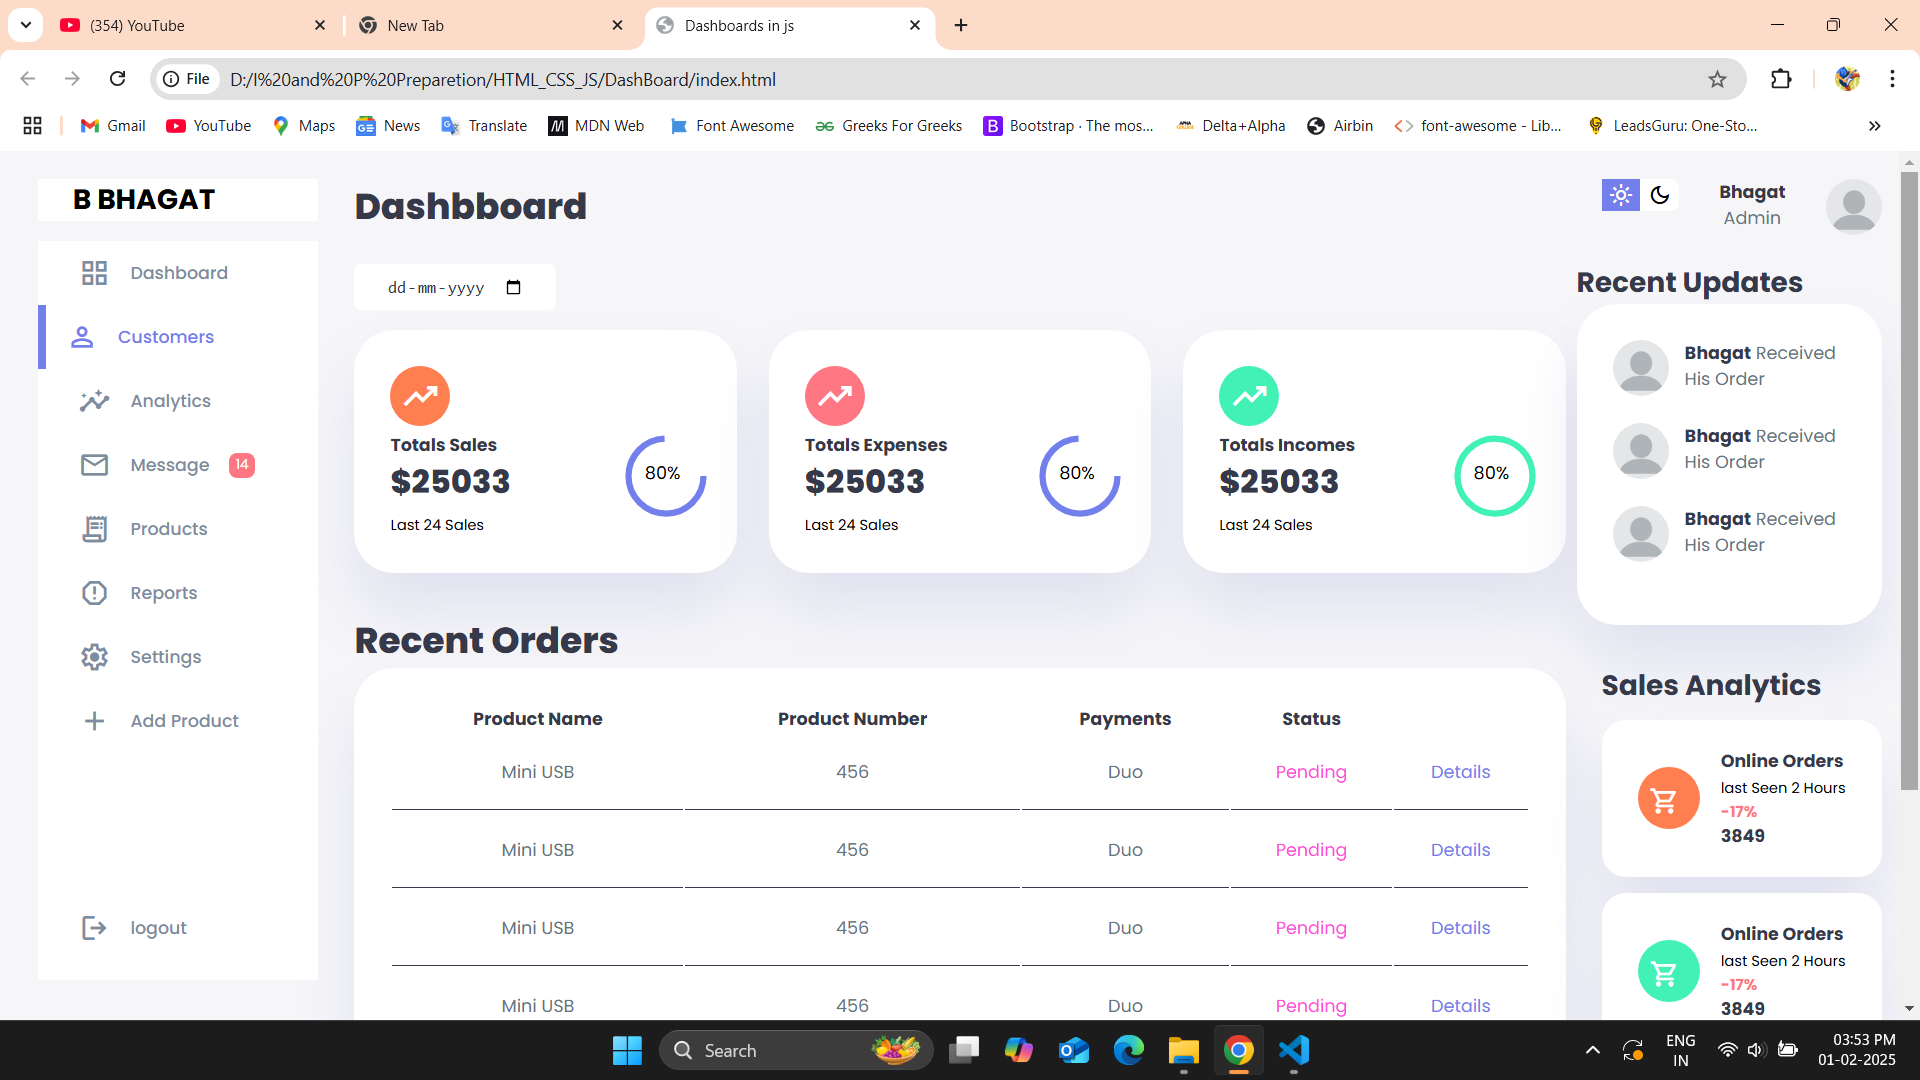 (354) YouTube
New Tab
Dashboards in js
File
D:/I%20and%20P%20Preparetion/HTML_CSS_JS/DashBoard/index.html
Gmail
YouTube
Maps
News
Translate
MDN Web
Font Awesome
Greeks For Greeks
Bootstrap · The mos...
Delta+Alpha
Airbin
font-awesome - Lib...
LeadsGuru: One-Sto...
B BHAGAT
Dashboard
Customers
Analytics
Message 14
Products
Reports
Settings
Add Product
logout
Dashbboard
dd-mm-yyyy
Totals Sales
$25033
Last 24 Sales
80%
Totals Expenses
$25033
Last 24 Sales
80%
Totals Incomes
$25033
Last 24 Sales
80%
Recent Orders
Product Name Product Number Payments Status
Mini USB 456 Duo Pending Details
Mini USB 456 Duo Pending Details
Mini USB 456 Duo Pending Details
Mini USB 456 Duo Pending Details
Bhagat
Admin
Recent Updates
Bhagat Received
His Order
Bhagat Received
His Order
Bhagat Received
His Order
Sales Analytics
Online Orders
last Seen 2 Hours
-17%
3849
Online Orders
last Seen 2 Hours
-17%
3849
Search
ENG
IN
03:53 PM
01-02-2025